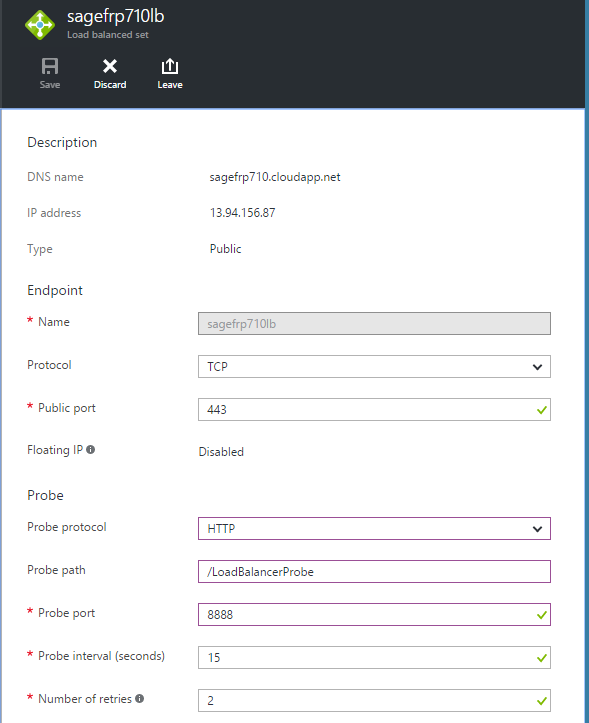 sagefrp710lb
Load balanced set
Save Discard Leave
Description
DNS name sagefrp710.cloudapp.net
IP address 13.94.156.87
Type Public
Endpoint
* Name sagefrp710lb
Protocol TCP
* Public port 443
Floating IP Disabled
Probe
Probe protocol HTTP
Probe path /LoadBalancerProbe
* Probe port 8888
* Probe interval (seconds) 15
* Number of retries 2